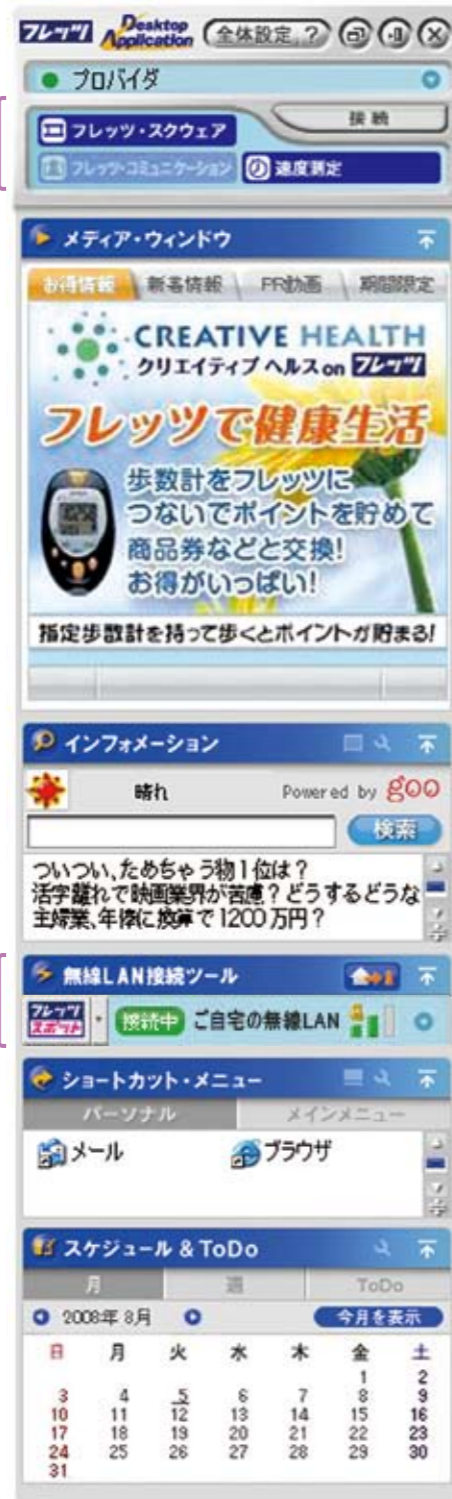 フレッツ Desktop Application 全体設定 ?
プロバイダ
接続
フレッツ・スクウェア
フレッツ・コミュニケーション 速度測定
メディア・ウィンドウ
お得情報 新着情報 PR動画 期間限定
CREATIVE HEALTH
クリエイティブ ヘルス on フレッツ
フレッツで健康生活
歩数計をフレッツに
つないでポイントを貯めて
商品券などと交換!
お得がいっぱい!
指定歩数計を持って歩くとポイントが貯まる!
インフォメーション
晴れ Powered by goo
検索
ついつい、ためちゃう物1位は?
活字離れで映画業界が苦慮?どうするどうな
主婦業、年俸に換算で1200万円?
無線LAN接続ツール
フレッツ スポット 接続中 ご自宅の無線LAN
ショートカット・メニュー
パーソナル メインメニュー
メール ブラウザ
スケジュール & ToDo
月 週 ToDo
2008年 8月 今月を表示
日 月 火 水 木 金 土
1 2
3 4 5 6 7 8 9
10 11 12 13 14 15 16
17 18 19 20 21 22 23
24 25 26 27 28 29 30
31